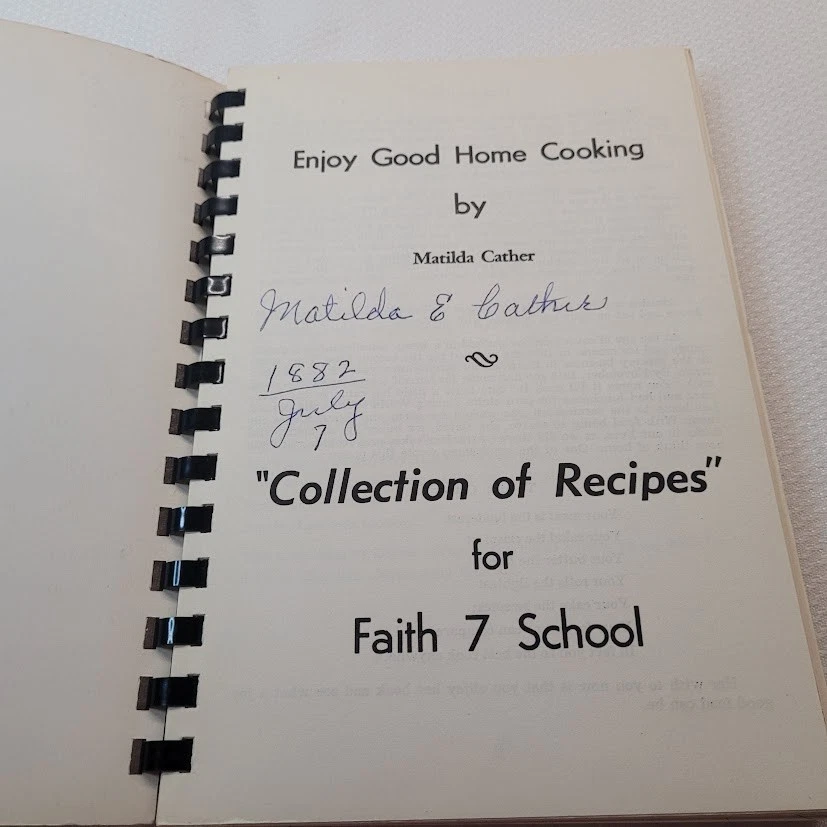 Enjoy Good Home Cooking
by
Matilda Cather
Matilda E Cather
1882
July
7
"Collection of Recipes"
for
Faith 7 School